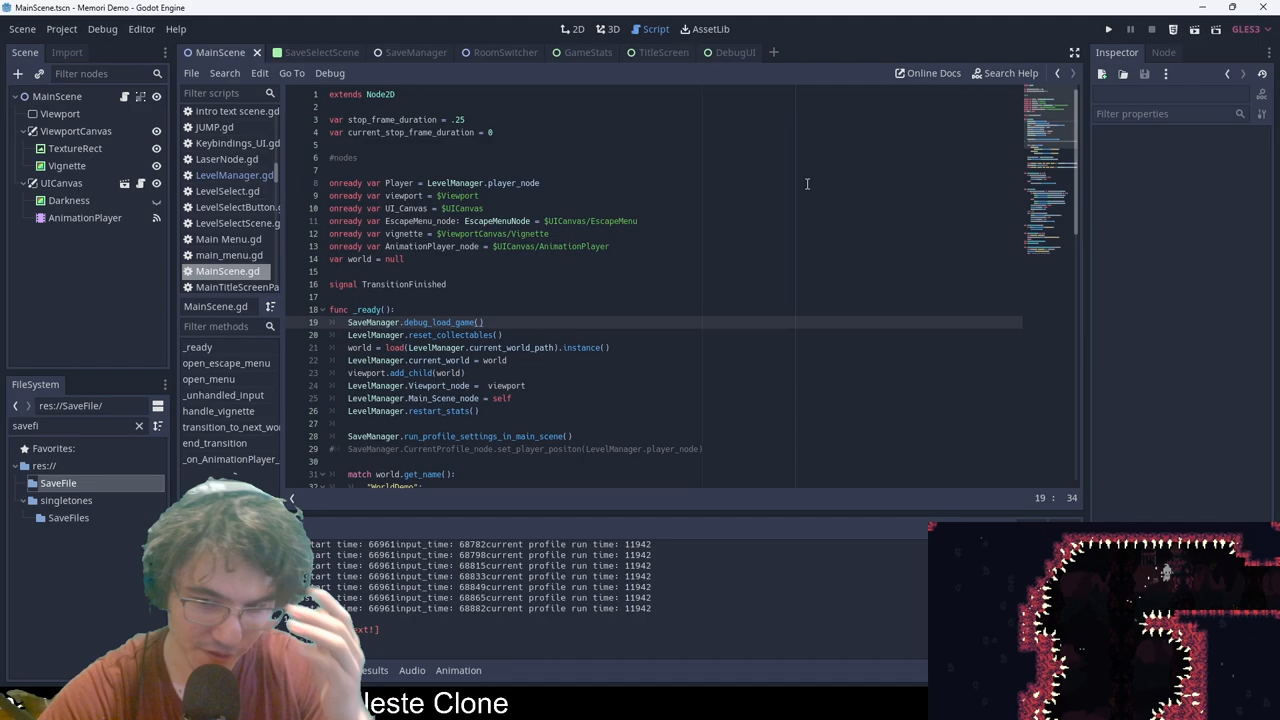 MainScene.tscn - Memori Demo - Godot Engine
Scene Project Debug Editor Help
2D 3D Script AssetLib
GLES3
Scene Import
Filter nodes
MainScene
Viewport
ViewportCanvas
TextureRect
Vignette
UICanvas
Darkness
AnimationPlayer
FileSystem
res://SaveFile/
savefi
Favorites:
res://
SaveFile
singletones
SaveFiles
MainScene SaveSelectScene SaveManager RoomSwitcher GameStats TitleScreen DebugUI
File Search Edit Go To Debug
Online Docs Search Help
Filter scripts
intro text scene.gd
JUMP.gd
Keybindings_UI.gd
LaserNode.gd
LevelManager.gd
LevelSelect.gd
LevelSelectButton.
LevelSelectScene.g
Main Menu.gd
main_menu.gd
MainScene.gd
MainTitleScreenPa
MainScene.gd
Filter methods
_ready
open_escape_menu
open_menu
_unhandled_input
handle_vignette
transition_to_next_wo
end_transition
_on_AnimationPlayer_
1 extends Node2D
2
3 var stop_frame_duration = .25
4 var current_stop_frame_duration = 0
5
6 #nodes
7
8 onready var Player = LevelManager.player_node
9 onready var viewport = $Viewport
10 onready var UI_Canvas = $UICanvas
11 onready var EscapeMenu_node: EscapeMenuNode = $UICanvas/EscapeMenu
12 onready var vignette = $ViewportCanvas/Vignette
13 onready var AnimationPlayer_node = $UICanvas/AnimationPlayer
14 var world = null
15
16 signal TransitionFinished
17
18 func _ready():
19 SaveManager.debug_load_game()
20 LevelManager.reset_collectables()
21 world = load(LevelManager.current_world_path).instance()
22 LevelManager.current_world = world
23 viewport.add_child(world)
24 LevelManager.Viewport_node =  viewport
25 LevelManager.Main_Scene_node = self
26 LevelManager.restart_stats()
27
28 SaveManager.run_profile_settings_in_main_scene()
29 # SaveManager.CurrentProfile_node.set_player_positon(LevelManager.player_node)
30
31 match world.get_name():
32 "WorldDemo":
19 : 34
tart time: 66961input_time: 68782current profile run time: 11942
tart time: 66961input_time: 68798current profile run time: 11942
tart time: 66961input_time: 68815current profile run time: 11942
tart time: 66961input_time: 68833current profile run time: 11942
tart time: 66961input_time: 68849current profile run time: 11942
tart time: 66961input_time: 68865current profile run time: 11942
tart time: 66961input_time: 68882current profile run time: 11942
ext!]
sults Audio Animation
Inspector Node
Filter properties
leste Clone